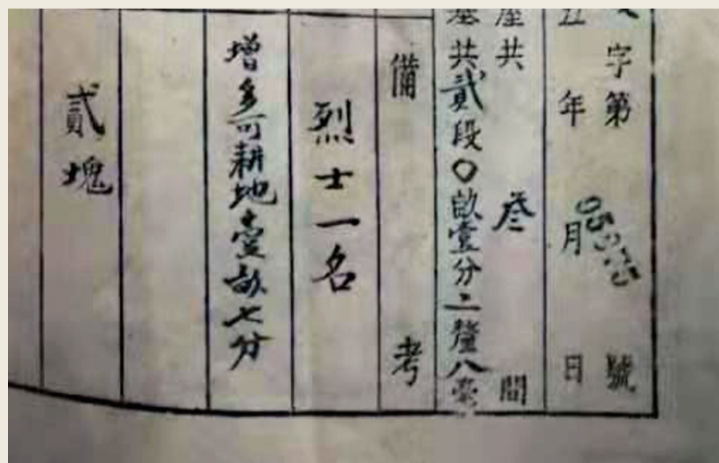 字第號
年月日
座共叁間
基共貳段〇畝壹分二釐八毫
備考
烈士一名
增多可耕地壹畝七分
貳塊